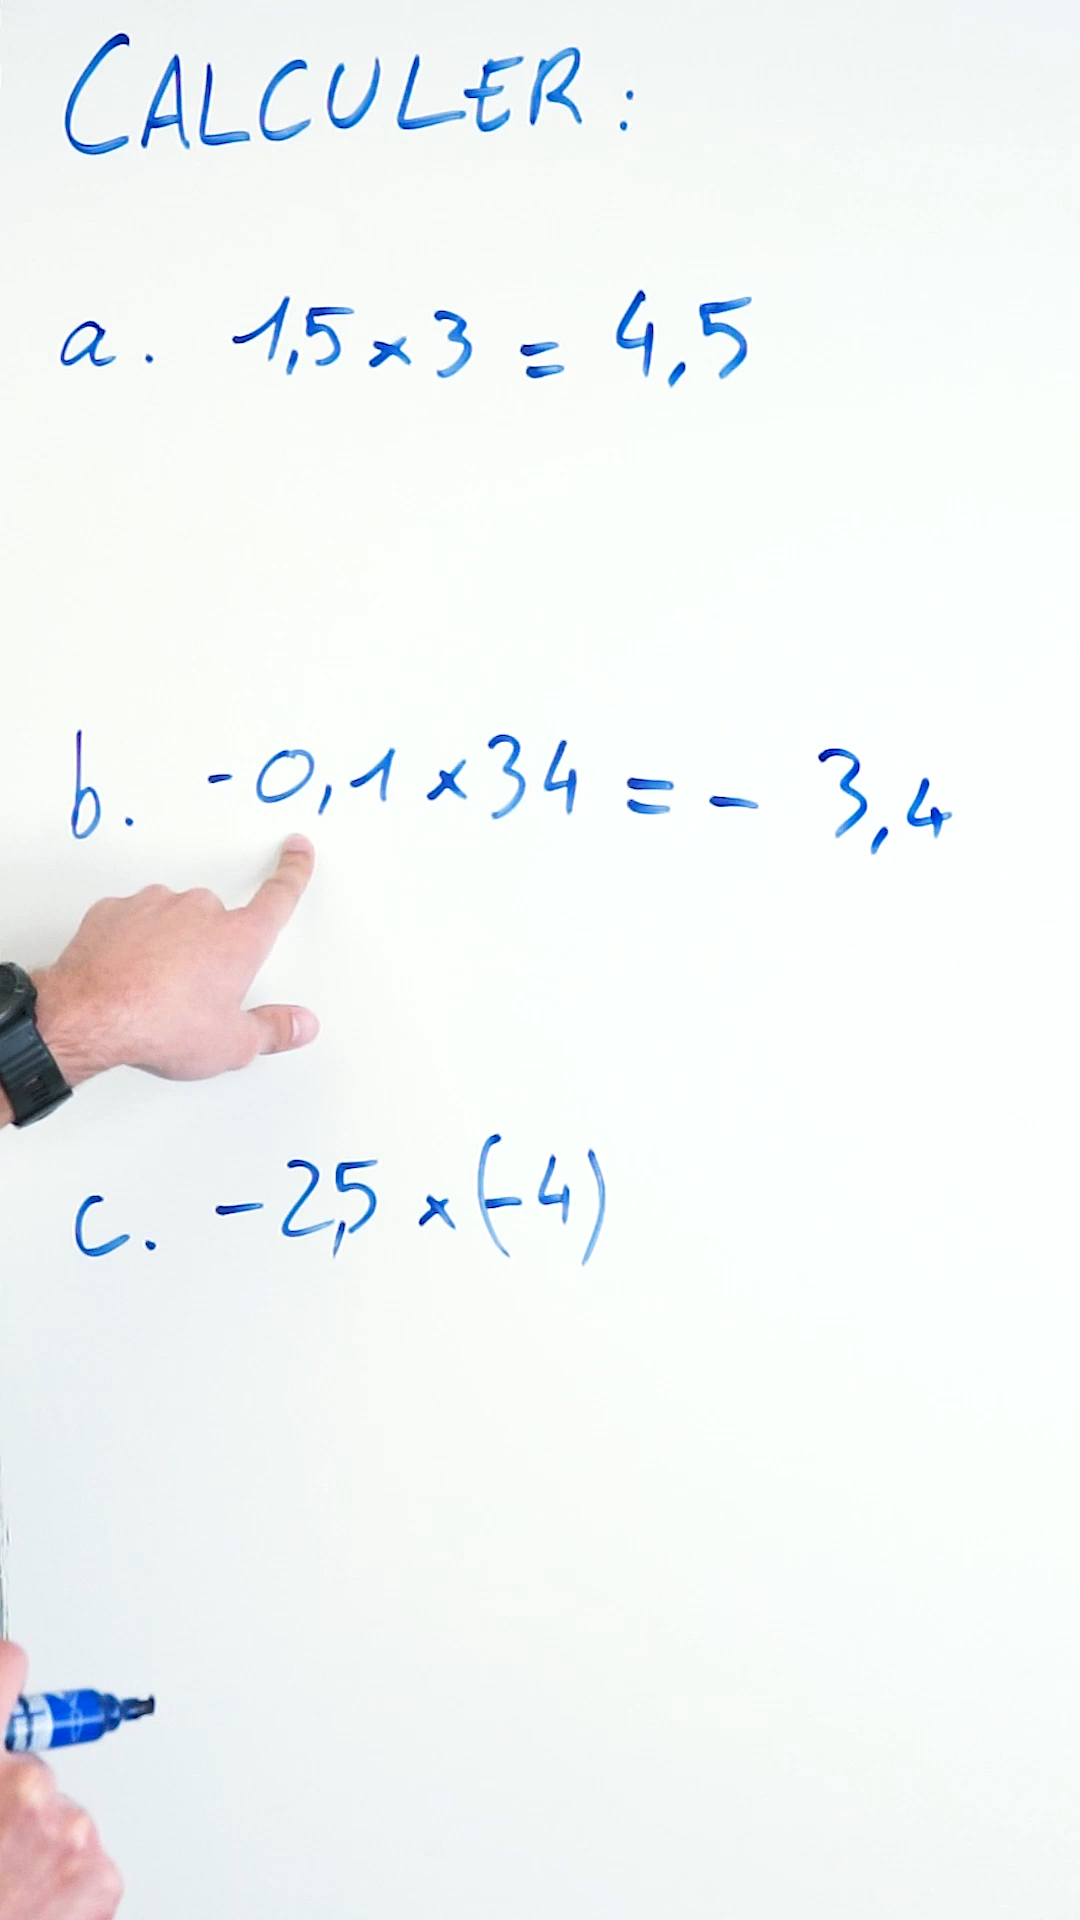 CALCULER :
a. 1,5 × 3 = 4,5
b. -0,1 × 34 = - 3,4
c. -2,5 × (-4)